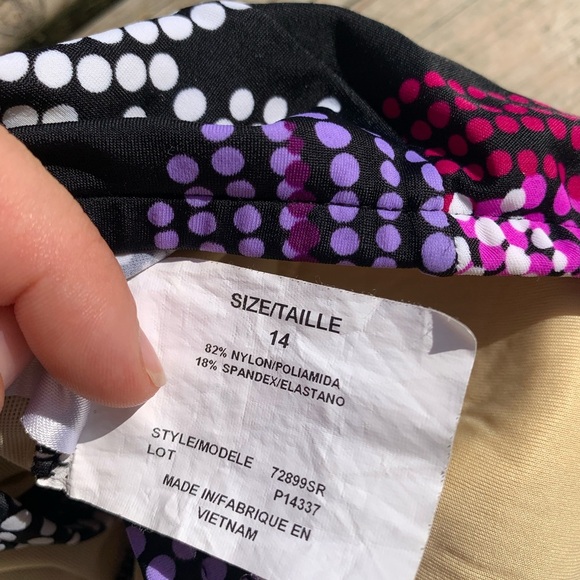 SIZE/TAILLE
14
82% NYLON/POLIAMIDA
18% SPANDEX/ELASTANO
STYLE/MODELE 72899SR
LOT P14337
MADE IN/FABRIQUE EN
VIETNAM